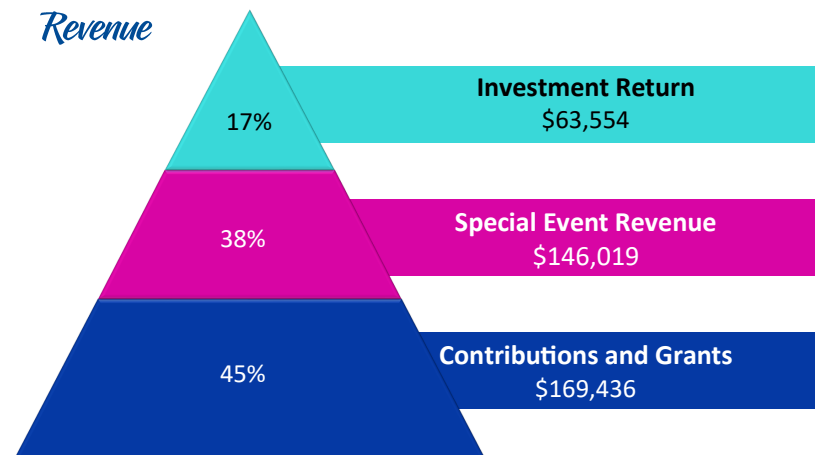 Revenue
17%
Investment Return
$63,554
38%
Special Event Revenue
$146,019
45%
Contributions and Grants
$169,436